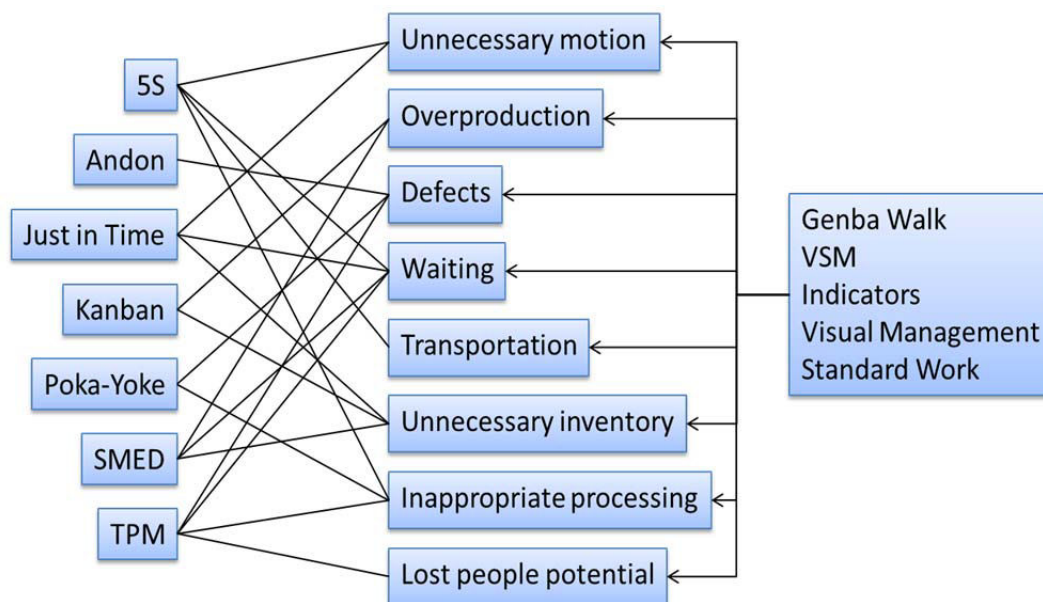 5S
Andon
Just in Time
Kanban
Poka-Yoke
SMED
TPM
Unnecessary motion
Overproduction
Defects
Waiting
Transportation
Unnecessary inventory
Inappropriate processing
Lost people potential
Genba Walk
VSM
Indicators
Visual Management
Standard Work